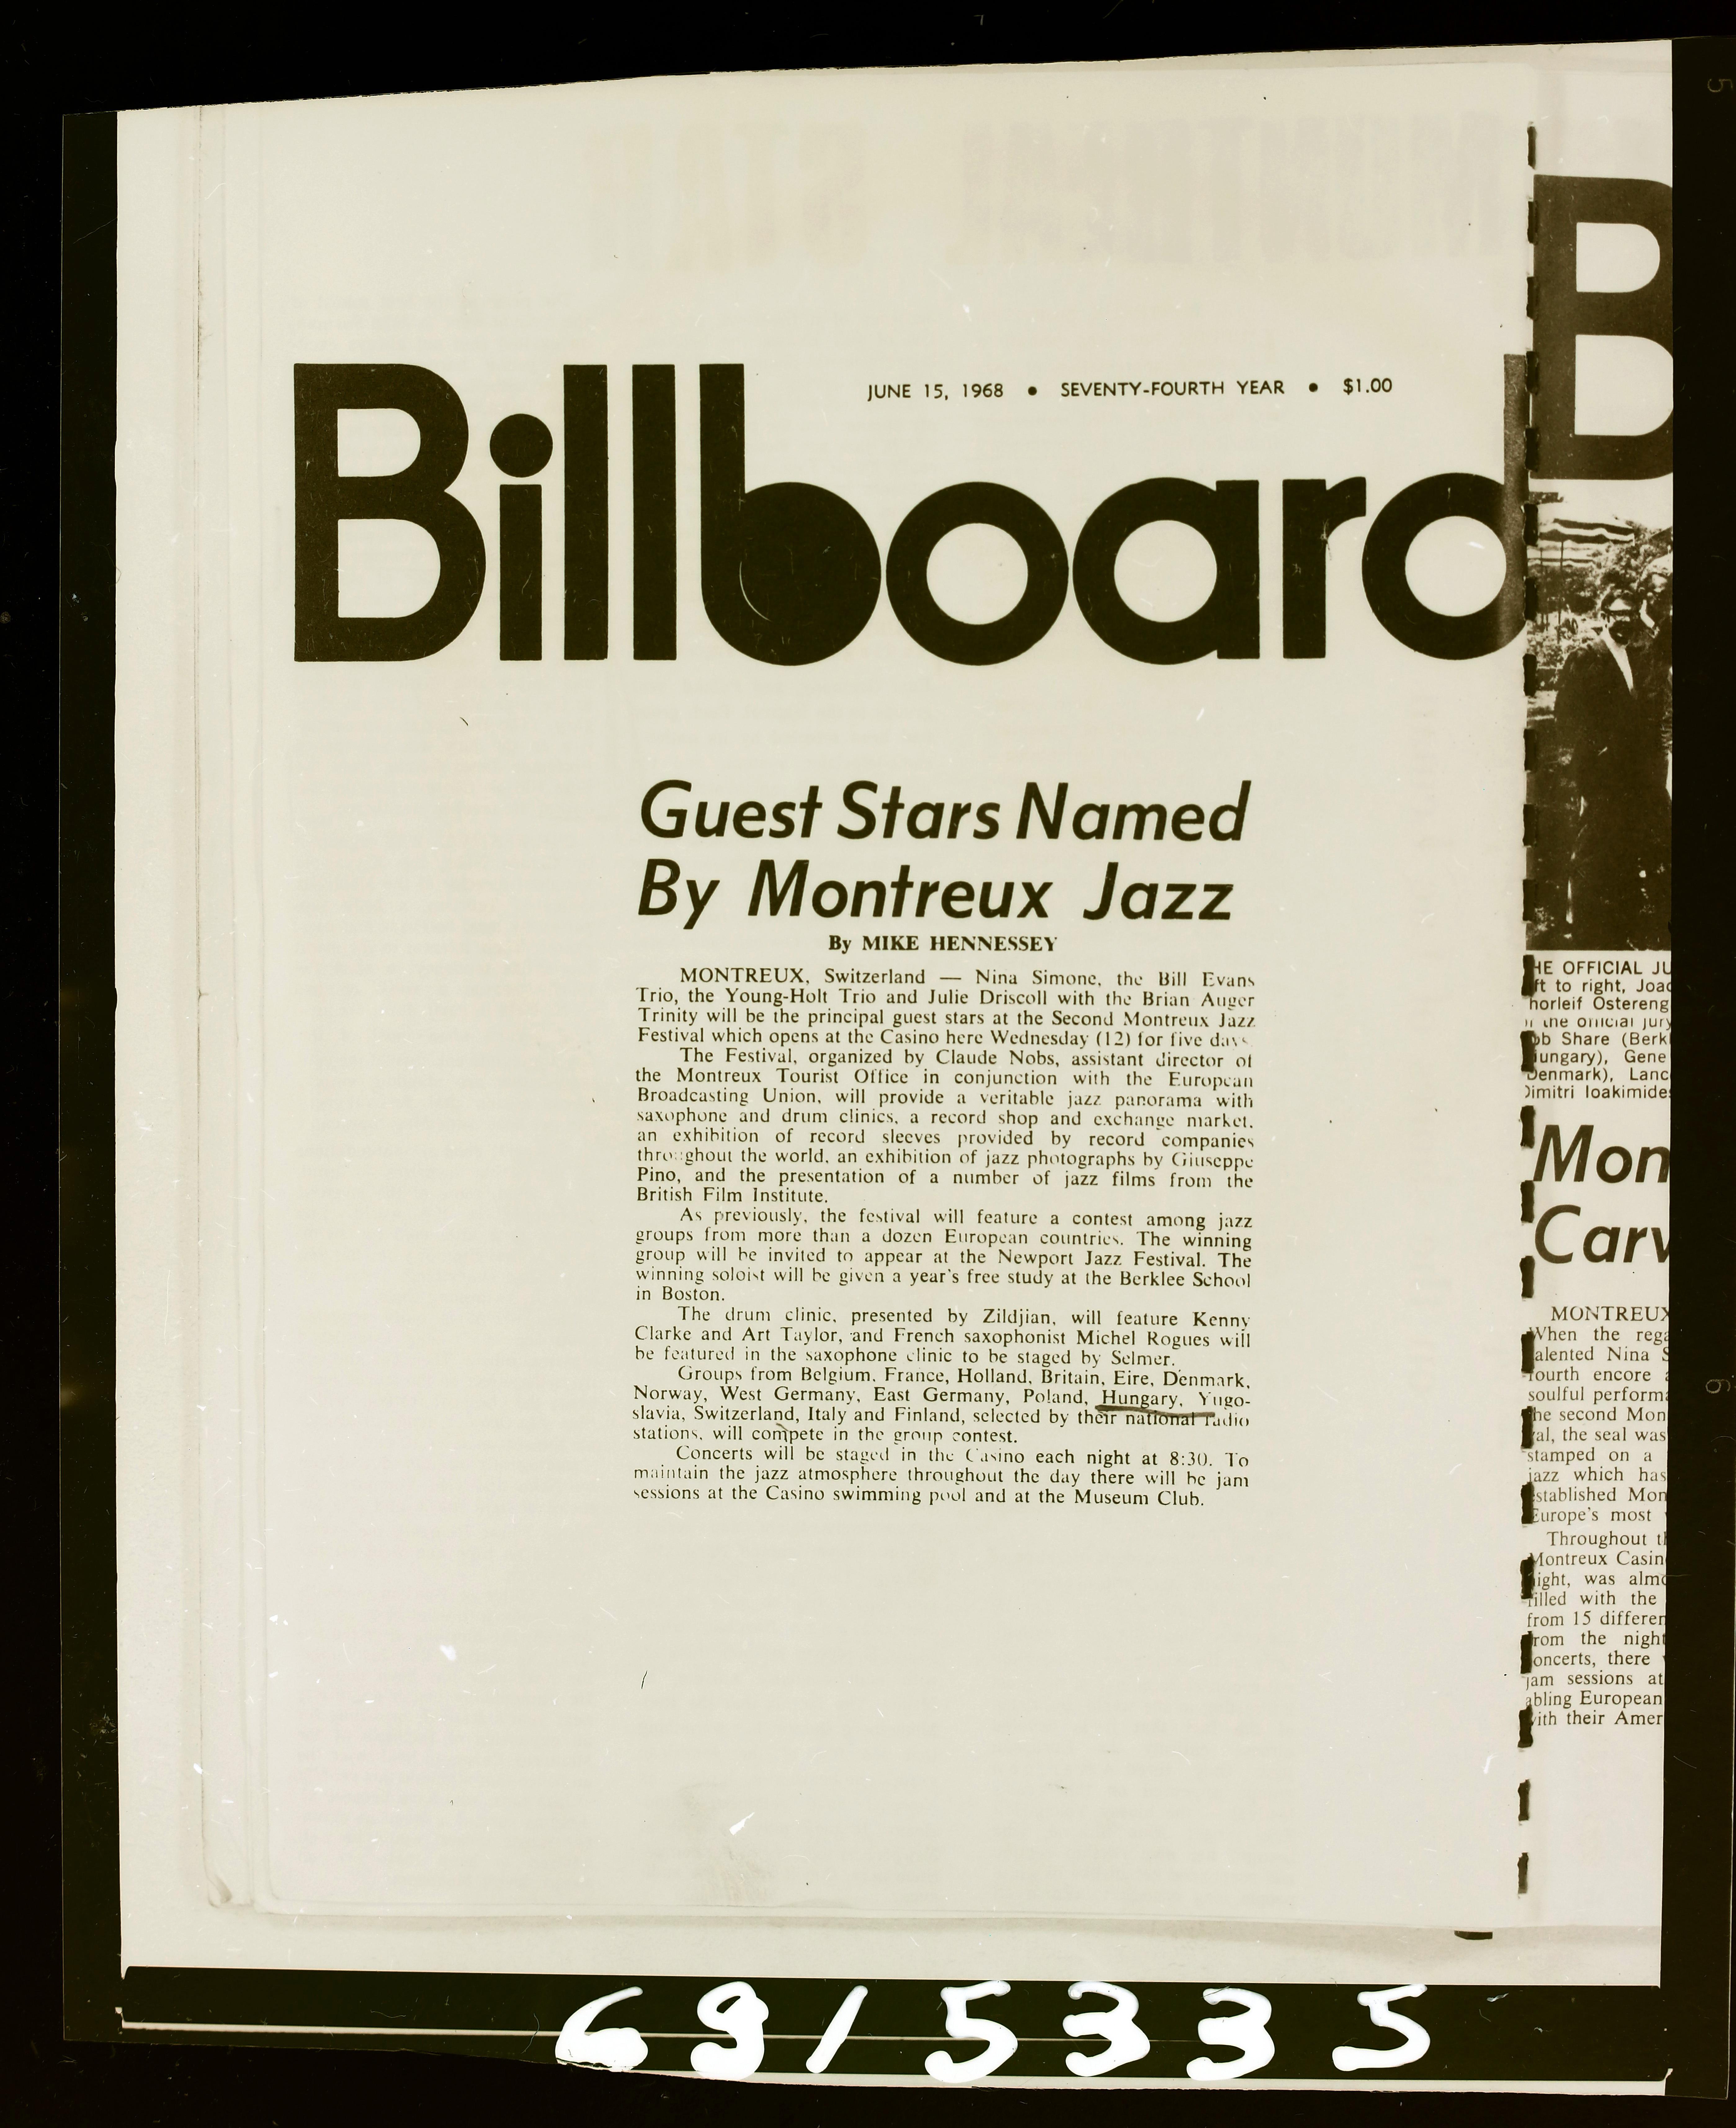 JUNE 15, 1968 • SEVENTY-FOURTH YEAR • $1.00
Billboard
Guest Stars Named
By Montreux Jazz
By MIKE HENNESSEY
MONTREUX, Switzerland — Nina Simone, the Bill Evans
Trio, the Young-Holt Trio and Julie Driscoll with the Brian Auger
Trinity will be the principal guest stars at the Second Montreux Jazz
Festival which opens at the Casino here Wednesday (12) for five days.
The Festival, organized by Claude Nobs, assistant director of
the Montreux Tourist Office in conjunction with the European
Broadcasting Union, will provide a veritable jazz panorama with
saxophone and drum clinics, a record shop and exchange market,
an exhibition of record sleeves provided by record companies
throughout the world, an exhibition of jazz photographs by Giuseppe
Pino, and the presentation of a number of jazz films from the
British Film Institute.
As previously, the festival will feature a contest among jazz
groups from more than a dozen European countries. The winning
group will be invited to appear at the Newport Jazz Festival. The
winning soloist will be given a year's free study at the Berklee School
in Boston.
The drum clinic, presented by Zildjian, will feature Kenny
Clarke and Art Taylor, and French saxophonist Michel Rogues will
be featured in the saxophone clinic to be staged by Selmer.
Groups from Belgium, France, Holland, Britain, Eire, Denmark,
Norway, West Germany, East Germany, Poland, Hungary, Yugo-
slavia, Switzerland, Italy and Finland, selected by their national radio
stations, will compete in the group contest.
Concerts will be staged in the Casino each night at 8:30. To
maintain the jazz atmosphere throughout the day there will be jam
sessions at the Casino swimming pool and at the Museum Club.
B
HE OFFICIAL JU
ft to right, Joac
horleif Ostereng
the official jury
ob Share (Berkl
ungary), Gene
Denmark), Lanc
Dimitri Ioakimides
Mon
Carv
MONTREUX
When the rega
alented Nina S
fourth encore a
soulful performa
he second Mon
al, the seal was
stamped on a
jazz which has
stablished Mon
Europe's most
Throughout th
Montreux Casin
ight, was almo
filled with the
from 15 differen
rom the night
oncerts, there
jam sessions at
abling European
with their Amer
69/5335